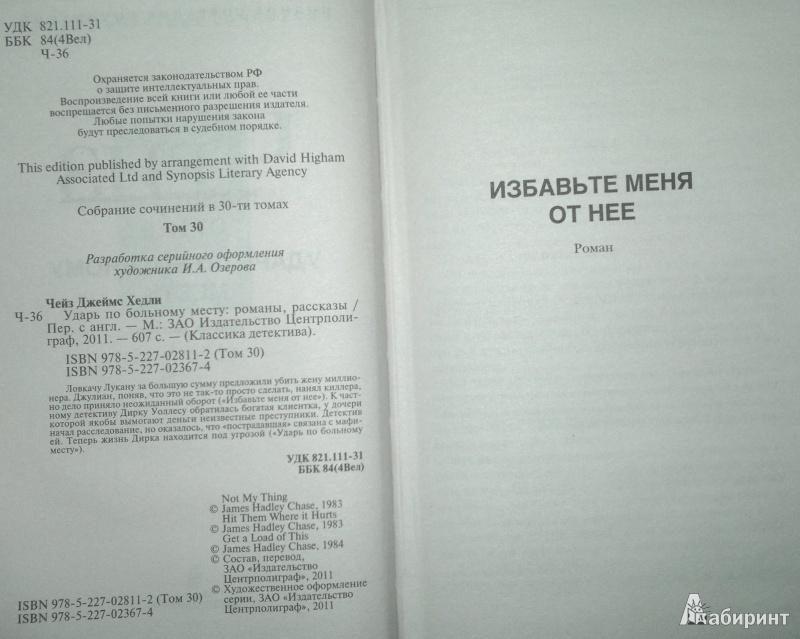 УДК 821.111-31
ББК 84(4Вел)
Ч-36
Охраняется законодательством РФ
о защите интеллектуальных прав.
Воспроизведение всей книги или любой ее части
воспрещается без письменного разрешения издателя.
Любые попытки нарушения закона
будут преследоваться в судебном порядке.
This edition published by arrangement with David Higham
Associated Ltd and Synopsis Literary Agency
Собрание сочинений в 30-ти томах
Том 30
Разработка серийного оформления
художника И.А. Озерова
Чейз Джеймс Хедли
Ч-36 Ударь по больному месту: романы, рассказы /
Пер. с англ. — М.: ЗАО Издательство Центрполи-
граф, 2011. — 607 с. — (Классика детектива).
ISBN 978-5-227-02811-2 (Том 30)
ISBN 978-5-227-02367-4
Ловкачу Лукану за большую сумму предложили убить жену миллио-
нера. Джулиан, поняв, что это не так-то просто сделать, нанял киллера,
но дело приняло неожиданный оборот («Избавьте меня от нее»). К част-
ному детективу Дирку Уоллесу обратилась богатая клиентка, у дочери
которой якобы вымогают деньги неизвестные преступники. Детектив
начал расследование, но оказалось, что «пострадавшая» связана с мафи-
ей. Теперь жизнь Дирка находится под угрозой («Ударь по больному
месту»).
УДК 821.111-31
ББК 84(4Вел)
Not My Thing
© James Hadley Chase, 1983
Hit Them Where it Hurts
© James Hadley Chase, 1983
Get a Load of This
© James Hadley Chase, 1984
© Состав, перевод,
ЗАО «Издательство
Центрполиграф», 2011
© Художественное оформление
серии, ЗАО «Издательство
Центрполиграф», 2011
ISBN 978-5-227-02811-2 (Том 30)
ISBN 978-5-227-02367-4
ИЗБАВЬТЕ МЕНЯ
ОТ НЕЕ
Роман
Лабиринт